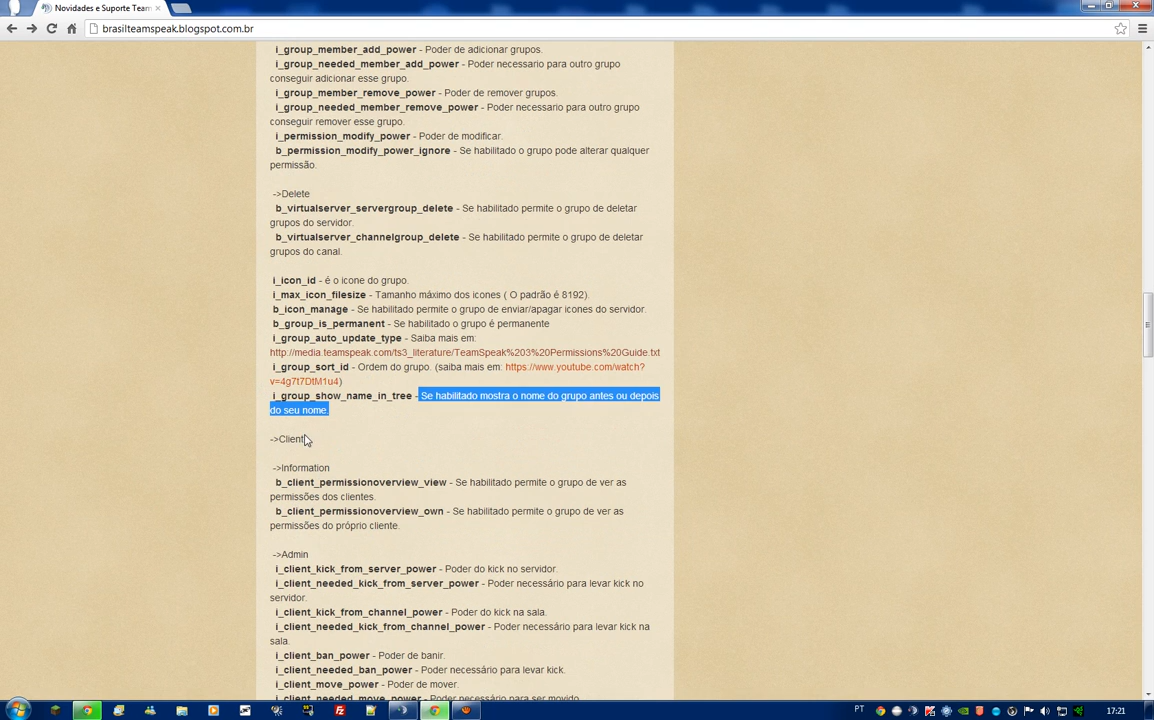 Novidades e Suporte Team
brasilteamspeak.blogspot.com.br
i_group_member_add_power - Poder de adicionar grupos.
i_group_needed_member_add_power - Poder necessario para outro grupo
conseguir adicionar esse grupo.
i_group_member_remove_power - Poder de remover grupos.
i_group_needed_member_remove_power - Poder necessario para outro grupo
conseguir remover esse grupo.
i_permission_modify_power - Poder de modificar.
b_permission_modify_power_ignore - Se habilitado o grupo pode alterar qualquer
permissão.
->Delete
b_virtualserver_servergroup_delete - Se habilitado permite o grupo de deletar
grupos do servidor.
b_virtualserver_channelgroup_delete - Se habilitado permite o grupo de deletar
grupos do canal.
i_icon_id - é o icone do grupo.
i_max_icon_filesize - Tamanho máximo dos icones ( O padrão é 8192).
b_icon_manage - Se habilitado permite o grupo de enviar/apagar icones do servidor.
b_group_is_permanent - Se habilitado o grupo é permanente
i_group_auto_update_type - Saiba mais em:
http://media.teamspeak.com/ts3_literature/TeamSpeak%203%20Permissions%20Guide.txt
i_group_sort_id - Ordem do grupo. (saiba mais em: https://www.youtube.com/watch?
v=4g7t7DtM1u4)
i_group_show_name_in_tree - Se habilitado mostra o nome do grupo antes ou depois
do seu nome.
->Client
->Information
b_client_permissionoverview_view - Se habilitado permite o grupo de ver as
permissões dos clientes.
b_client_permissionoverview_own - Se habilitado permite o grupo de ver as
permissões do próprio cliente.
->Admin
i_client_kick_from_server_power - Poder do kick no servidor.
i_client_needed_kick_from_server_power - Poder necessário para levar kick no
servidor.
i_client_kick_from_channel_power - Poder do kick na sala.
i_client_needed_kick_from_channel_power - Poder necessário para levar kick na
sala.
i_client_ban_power - Poder de banir.
i_client_needed_ban_power - Poder necessário para levar kick.
i_client_move_power - Poder de mover.
i_client_needed_move_power - Poder necessário para ser movido.
PT
17:21